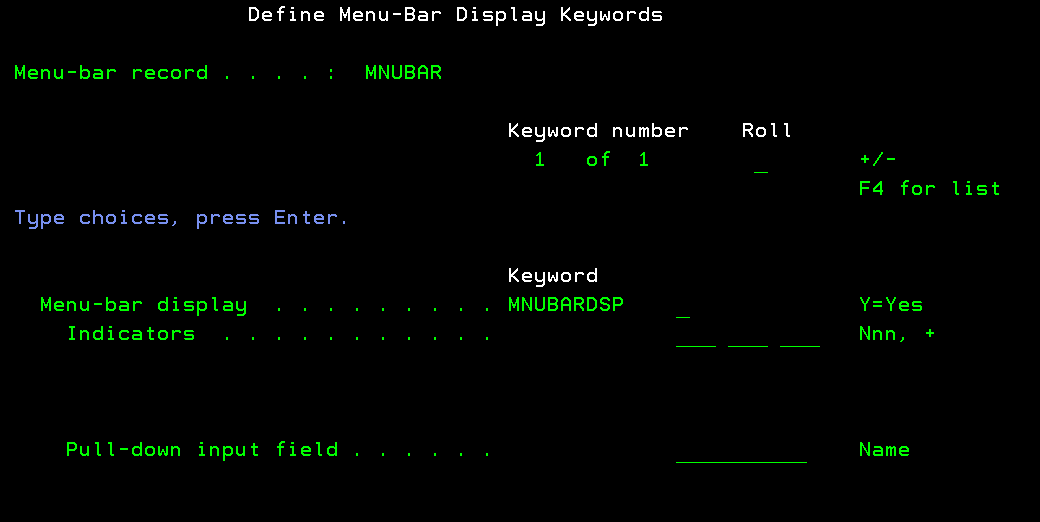 Define Menu-Bar Display Keywords
Menu-bar record . . . . : MNUBAR
Keyword number Roll
1 of 1 _ +/-
F4 for list
Type choices, press Enter.
Keyword
Menu-bar display . . . . . . . . . MNUBARDSP _ Y=Yes
Indicators . . . . . . . . . . . ___ ___ ___ Nnn, +
Pull-down input field . . . . . . __________ Name